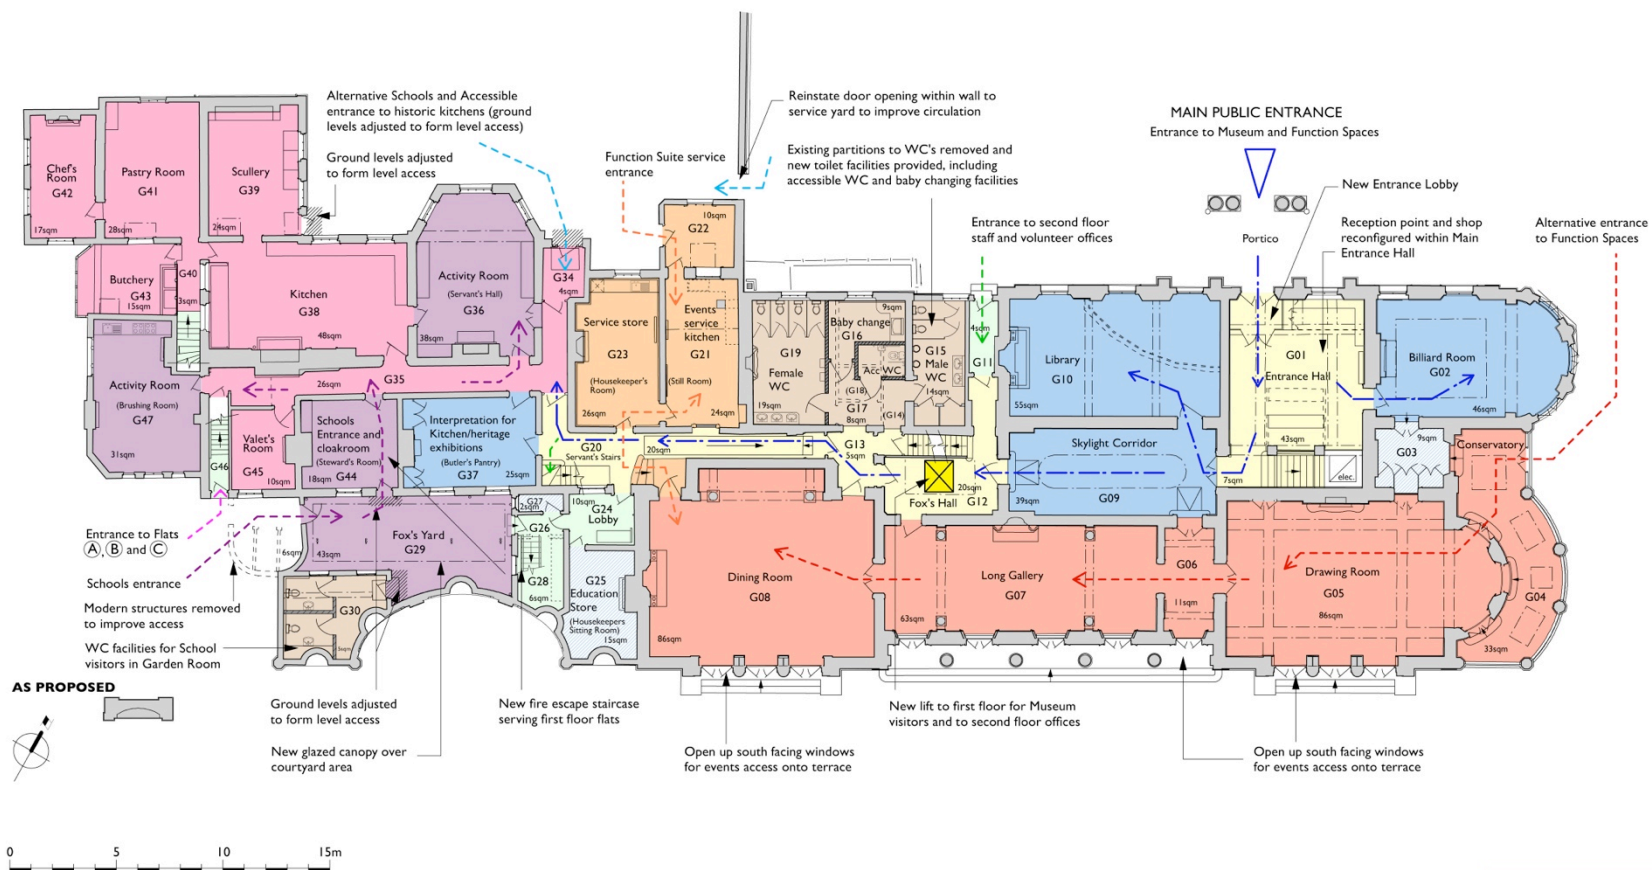 Alternative Schools and Accessible
entrance to historic kitchens (ground
levels adjusted to form level access)
Ground levels adjusted
to form level access
Function Suite service
entrance
Reinstate door opening within wall to
service yard to improve circulation
Existing partitions to WC's removed and
new toilet facilities provided, including
accessible WC and baby changing facilities
Entrance to second floor
staff and volunteer offices
MAIN PUBLIC ENTRANCE
Entrance to Museum and Function Spaces
New Entrance Lobby
Reception point and shop
reconfigured within Main
Entrance Hall
Alternative entrance
to Function Spaces
Portico
Chef's
Room
G42
17sqm
Pastry Room
G41
28sqm
Scullery
G39
24sqm
Butchery
G43
15sqm
G40
3sqm
Kitchen
G38
48sqm
Activity Room
(Servant's Hall)
G36
38sqm
G34
4sqm
Service store
G23
(Housekeeper's
Room)
26sqm
G22
10sqm
Events'
service
kitchen
G21
(Still Room)
24sqm
G19
Female
WC
19sqm
9sqm
Baby change
G16
Acc WC
(G18)
G17
8sqm
(G14)
G15
Male
WC
14sqm
4sqm
G11
Library
G10
55sqm
G01
Entrance Hall
43sqm
Billiard Room
G02
46sqm
Activity Room
(Brushing Room)
G47
31sqm
G35
26sqm
G46
Valet's
Room
G45
10sqm
Schools
Entrance and
cloakroom
(Steward's Room)
G44
18sqm
Interpretation for
Kitchen/heritage
exhibitions
(Butler's Pantry)
G37
25sqm
G20
Servant's Stairs
20sqm
G13
5sqm
Fox's Hall
20sqm
G12
Skylight Corridor
G09
39sqm
7sqm
elec.
9sqm
G03
Conservatory
G04
33sqm
Fox's Yard
G29
43sqm
6sqm
G27
2sqm
G26
G28
6sqm
10sqm
G24
Lobby
G25
Education
Store
(Housekeepers
Sitting Room)
15sqm
G30
Dining Room
G08
86sqm
Long Gallery
G07
63sqm
G06
11sqm
Drawing Room
G05
86sqm
Entrance to Flats
A, B and C
Schools entrance
Modern structures removed
to improve access
WC facilities for School
visitors in Garden Room
AS PROPOSED
Ground levels adjusted
to form level access
New glazed canopy over
courtyard area
New fire escape staircase
serving first floor flats
Open up south facing windows
for events access onto terrace
New lift to first floor for Museum
visitors and to second floor offices
Open up south facing windows
for events access onto terrace
0 5 10 15m